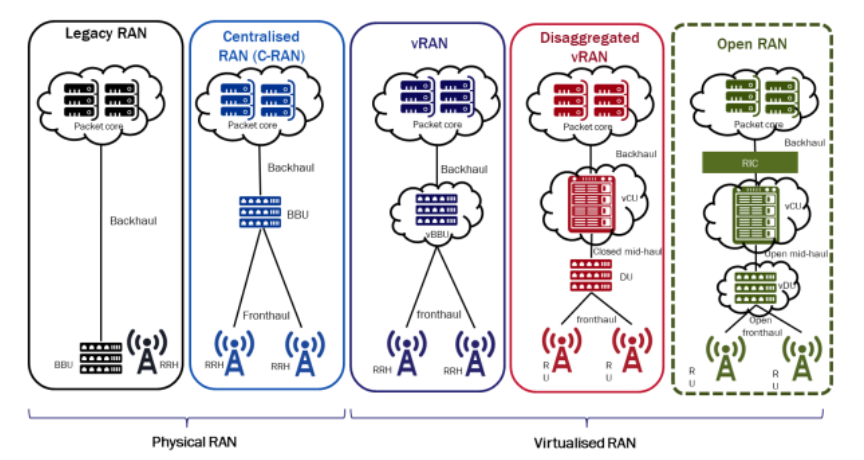 Legacy RAN
Packet core
Backhaul
BBU
RRH
Centralised
RAN (C-RAN)
Packet core
Backhaul
BBU
Fronthaul
RRH
RRH
vRAN
Packet core
Backhaul
vBBU
fronthaul
RRH
RRH
Disaggregated
vRAN
Packet core
Backhaul
vCU
Closed mid-haul
DU
fronthaul
R
U
R
U
Open RAN
Packet core
Backhaul
RIC
vCU
Open mid-haul
vDU
Open
fronthaul
R
U
R
U
Physical RAN
Virtualised RAN